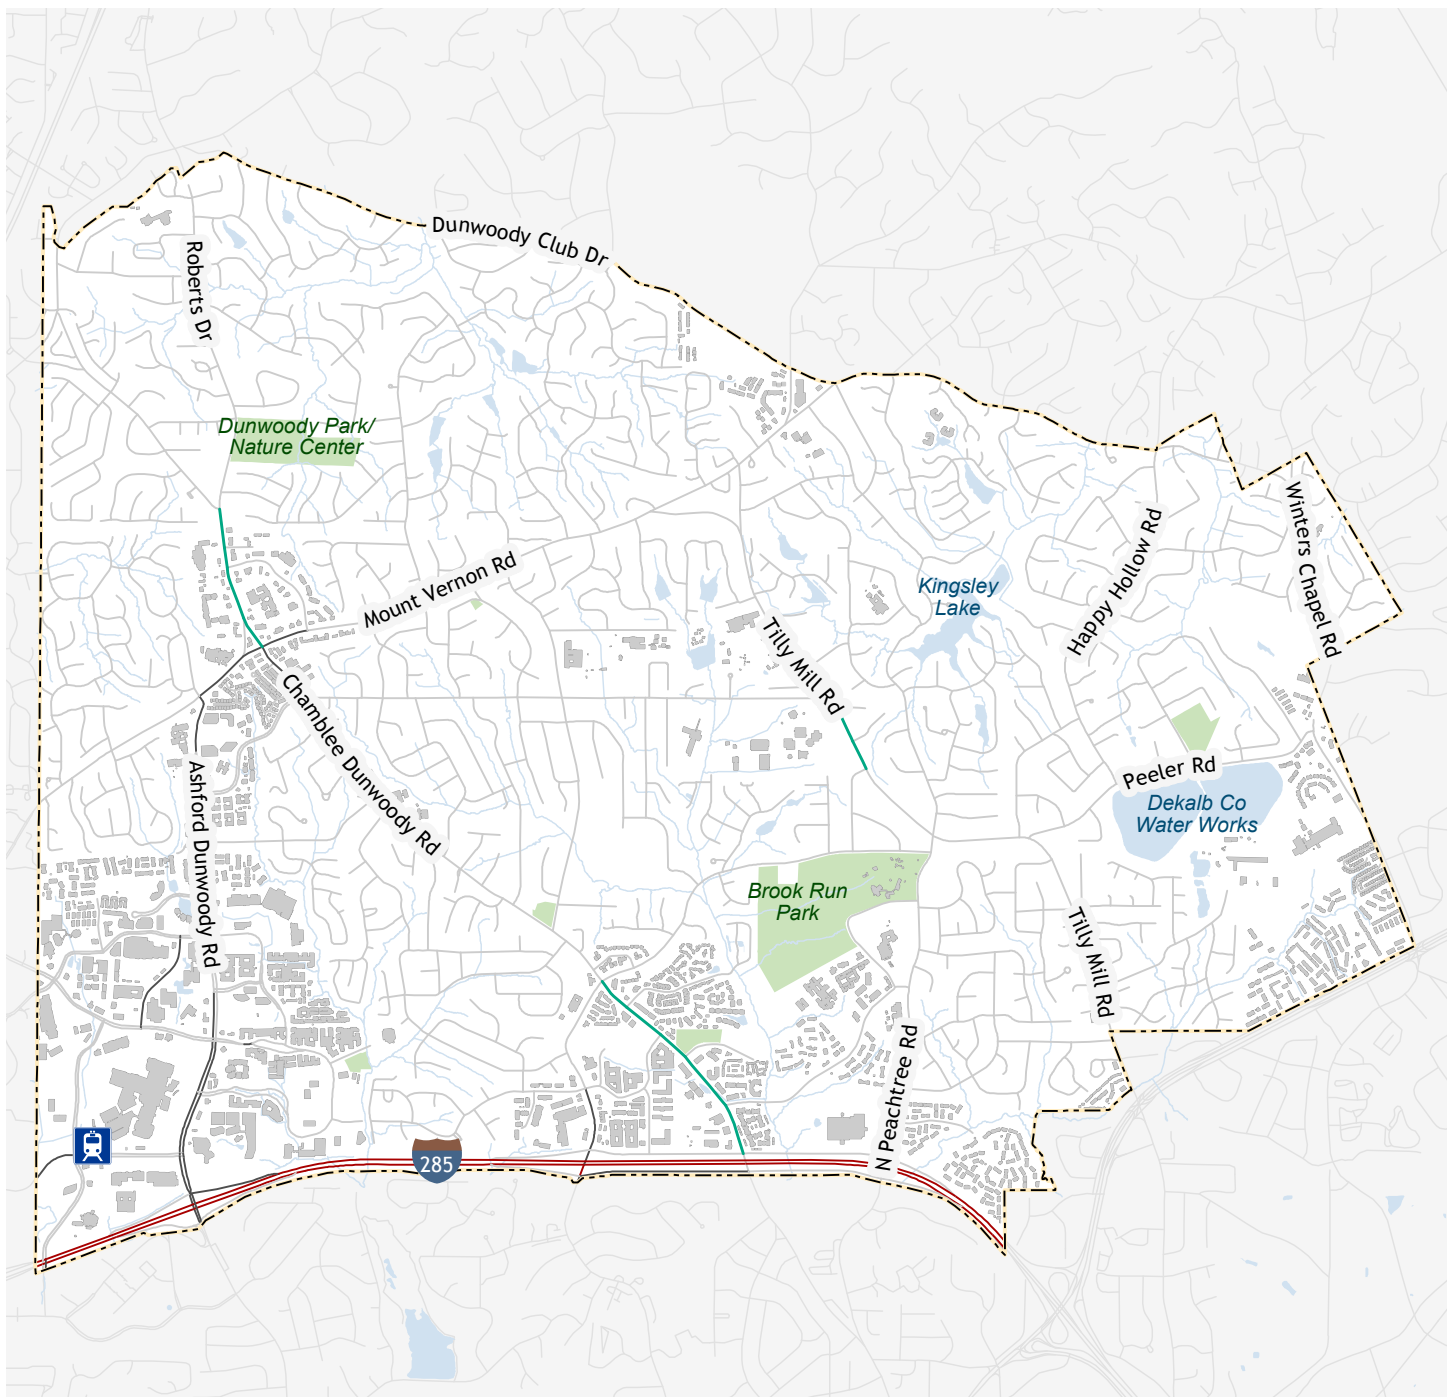 Dunwoody Club Dr
Roberts Dr
Dunwoody Park/
Nature Center
Winters Chapel Rd
Happy Hollow Rd
Mount Vernon Rd
Kingsley
Lake
Tilly Mill Rd
Chamblee Dunwoody Rd
Ashford Dunwoody Rd
Peeler Rd
Dekalb Co
Water Works
Brook Run
Park
Tilly Mill Rd
N Peachtree Rd
285